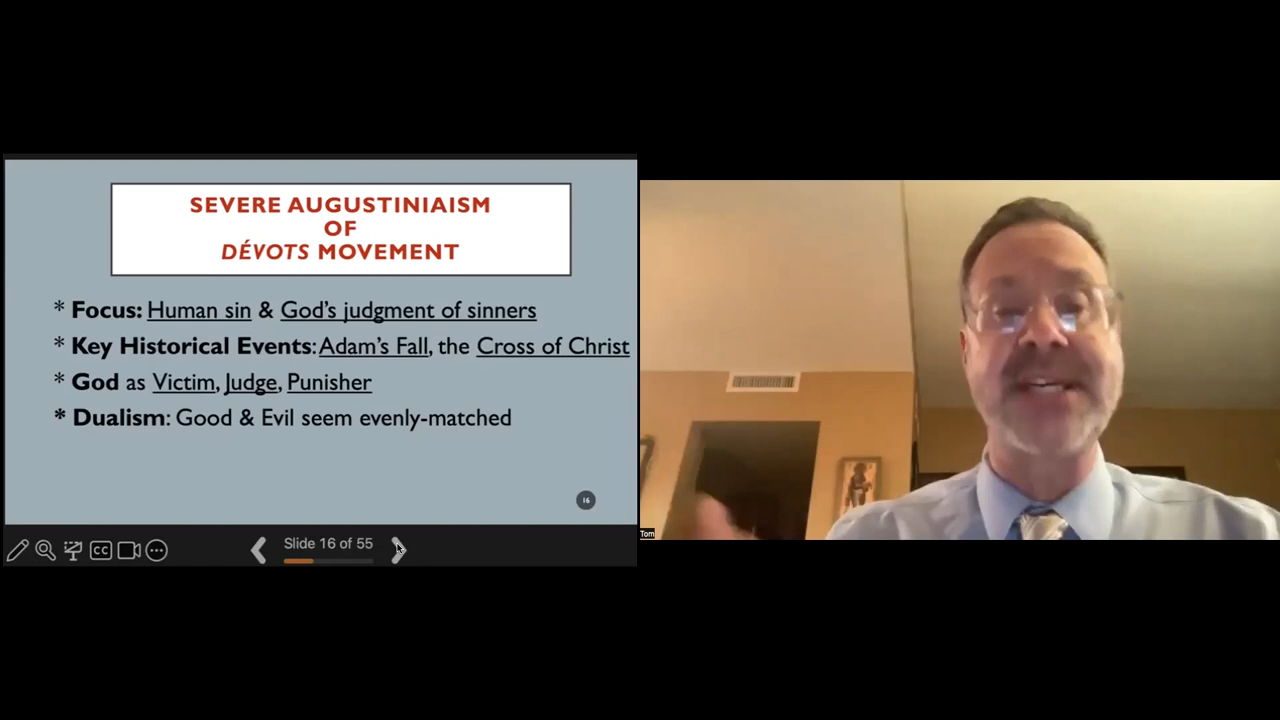 SEVERE AUGUSTINIAISM
OF
DÉVOTS MOVEMENT
* Focus: Human sin & God's judgment of sinners
* Key Historical Events: Adam's Fall, the Cross of Christ
* God as Victim, Judge, Punisher
* Dualism: Good & Evil seem evenly-matched
16
CC
Slide 16 of 55
Tom